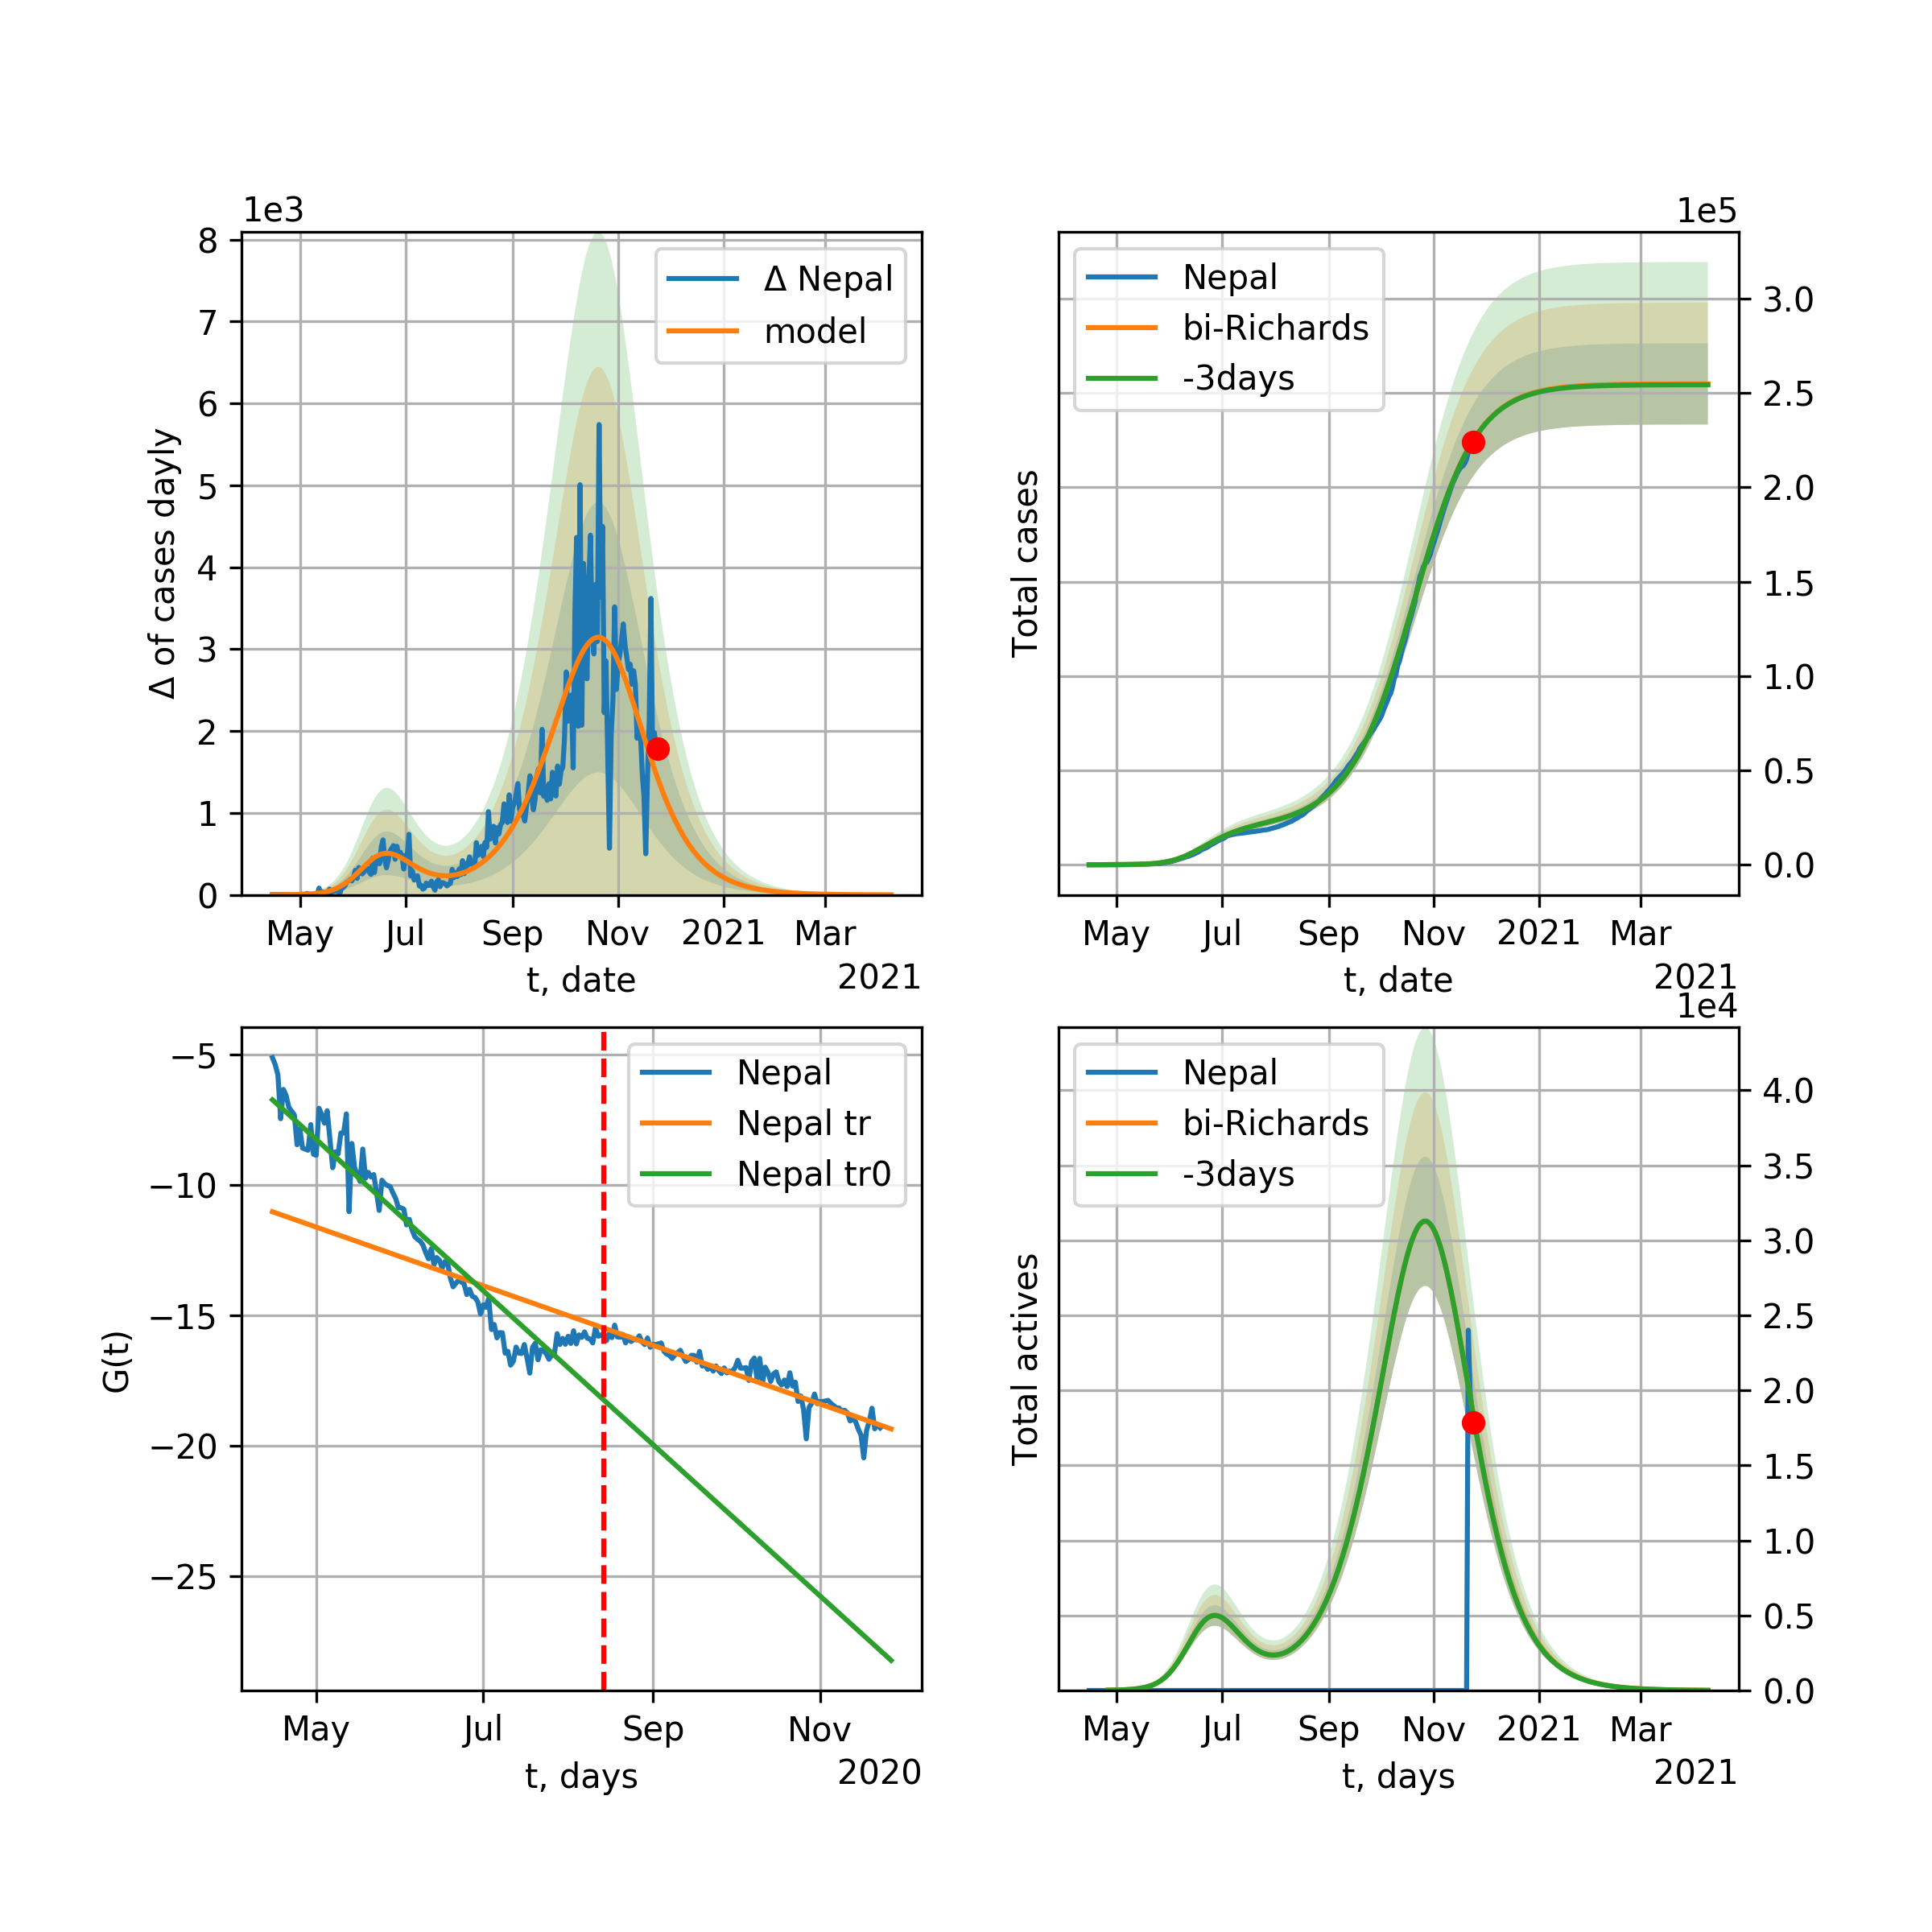 1e3
8
7
6
5
4
3
2
1
0
Δ of cases dayly
Δ Nepal
model
May Jul Sep Nov 2021 Mar
t, date
2021
1e5
Nepal
bi-Richards
-3days
Total cases
3.0
2.5
2.0
1.5
1.0
0.5
0.0
May Jul Sep Nov 2021 Mar
t, date
2021
−5
−10
−15
−20
−25
G(t)
Nepal
Nepal tr
Nepal tr0
May Jul Sep Nov
t, days
2020
1e4
Nepal
bi-Richards
-3days
Total actives
4.0
3.5
3.0
2.5
2.0
1.5
1.0
0.5
0.0
May Jul Sep Nov 2021 Mar
t, days
2021